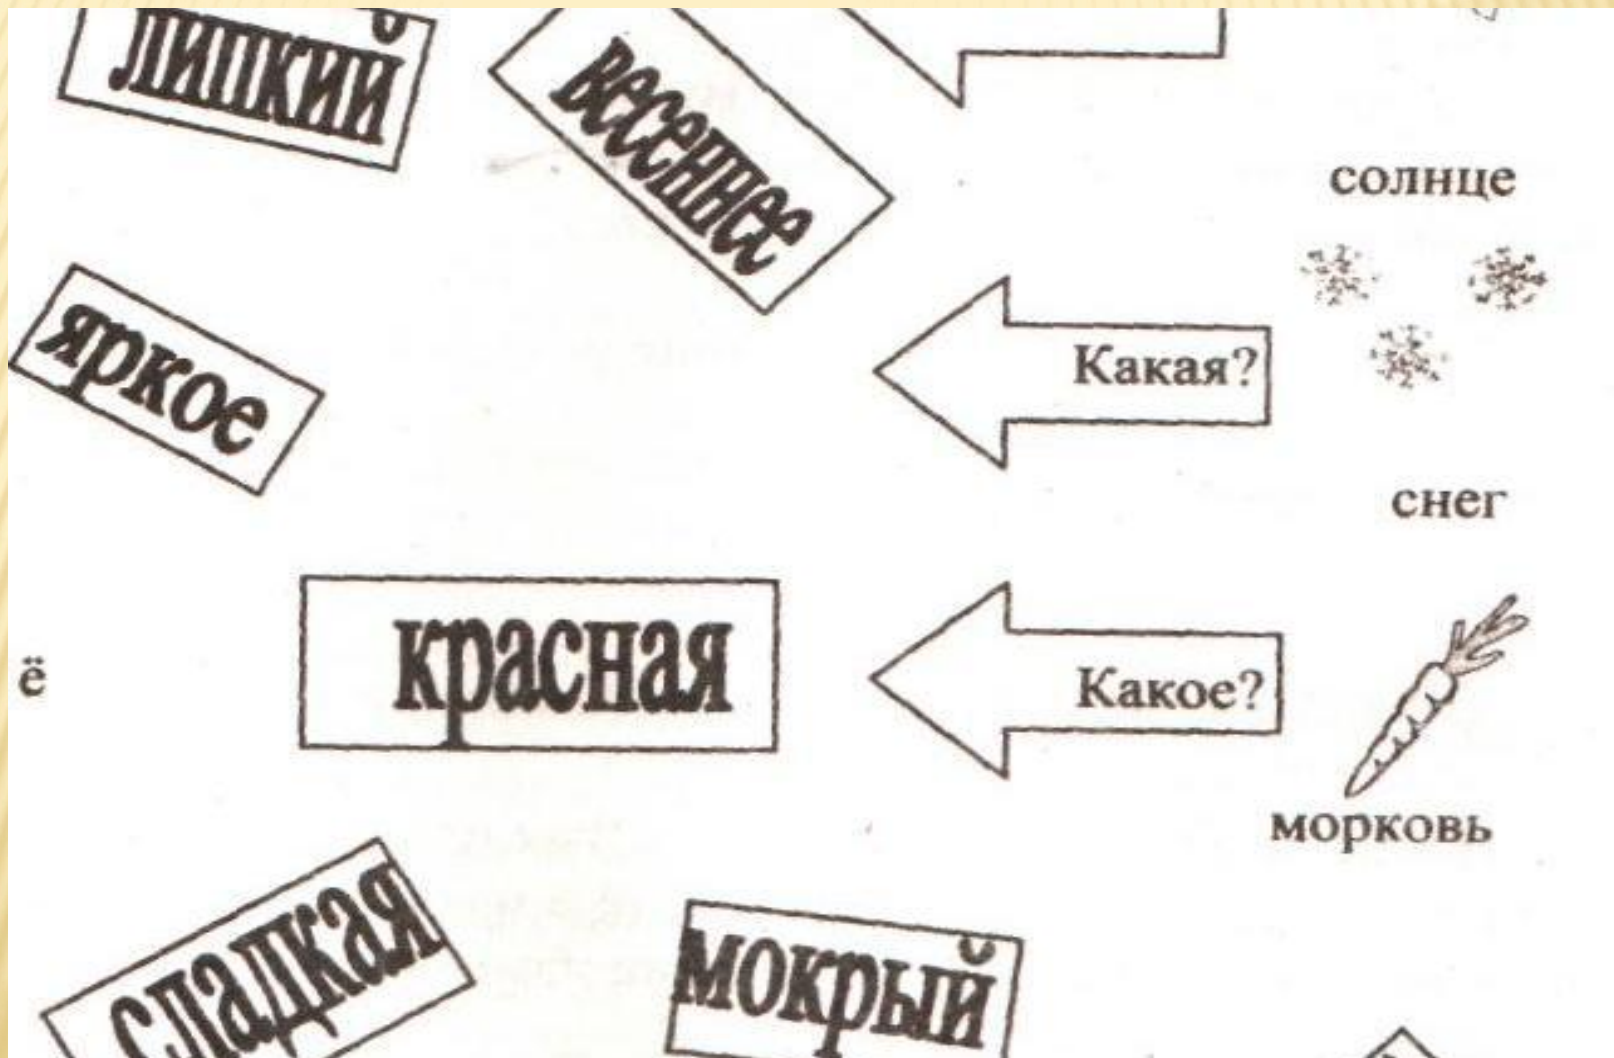 липкий
весеннее
солнце
яркое
Какая?
снег
красная
ё
Какое?
морковь
сладкая
мокрый